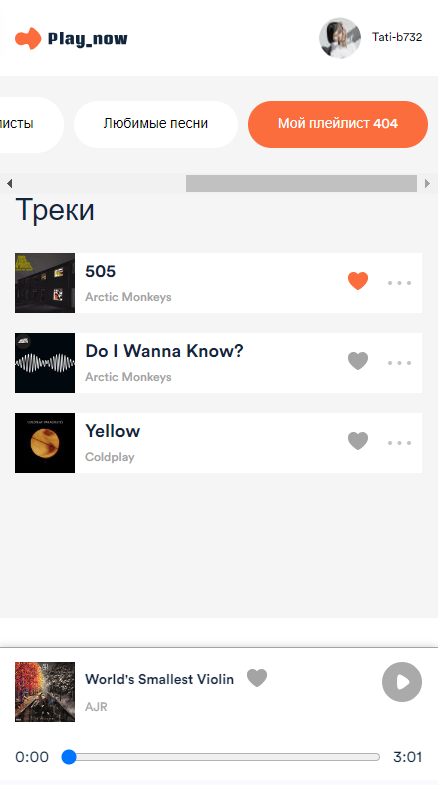 Play_now
Tati-b732
листы
Любимые песни
Мой плейлист 404
Треки
505
Arctic Monkeys
Do I Wanna Know?
Arctic Monkeys
Yellow
Coldplay
World's Smallest Violin
AJR
0:00
3:01